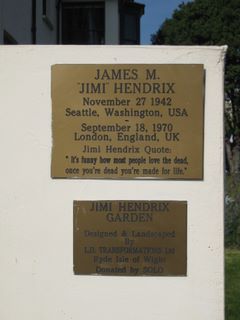 JAMES M.
"JIMI" HENDRIX
November 27 1942
Seattle, Washington, USA
-
September 18, 1970
London, England, UK
Jimi Hendrix Quote:
"It's funny how most people love the dead,
once you're dead you're made for life."
JIMI HENDRIX
GARDEN
Designed & Landscaped
By
L.D. TRANSFORMATIONS Ltd
Ryde Isle of Wight
Donated by SOLO